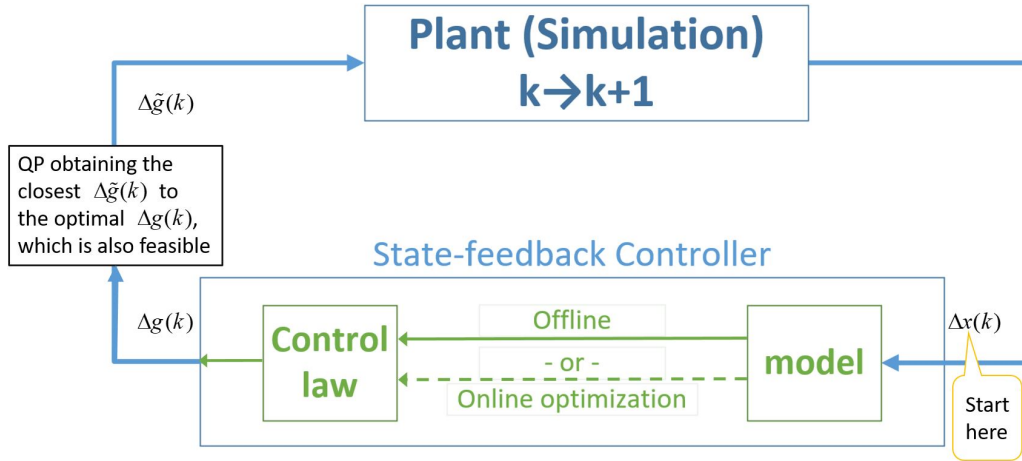 Plant (Simulation)
k→k+1
Δg̃(k)
QP obtaining the
closest Δg̃(k) to
the optimal Δg(k),
which is also feasible
State-feedback Controller
Δg(k)
Control
law
Offline
- or -
Online optimization
model
Δx(k)
Start
here